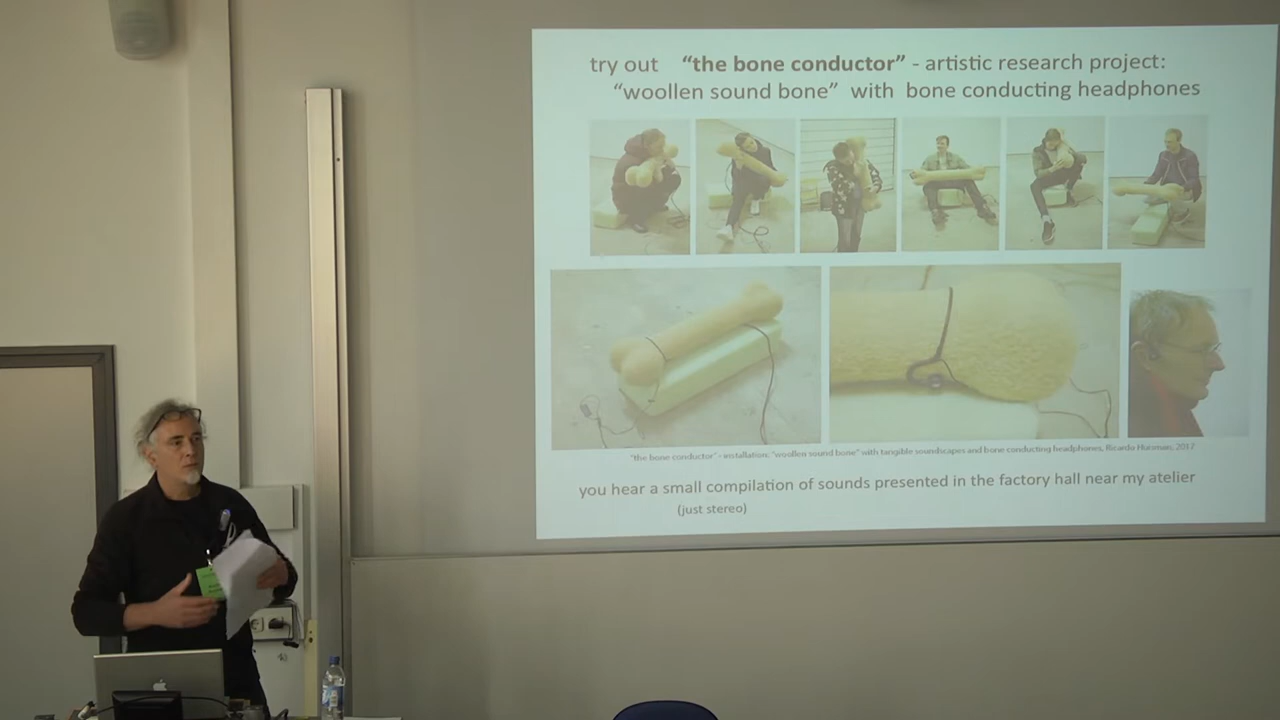 try out “the bone conductor” - artistic research project:
“woollen sound bone” with bone conducting headphones
“the bone conductor” - installation; “woollen sound bone” with tangible soundscapes and bone conducting headphones, Ricardo Huisman, 2017
you hear a small compilation of sounds presented in the factory hall near my atelier
(just stereo)